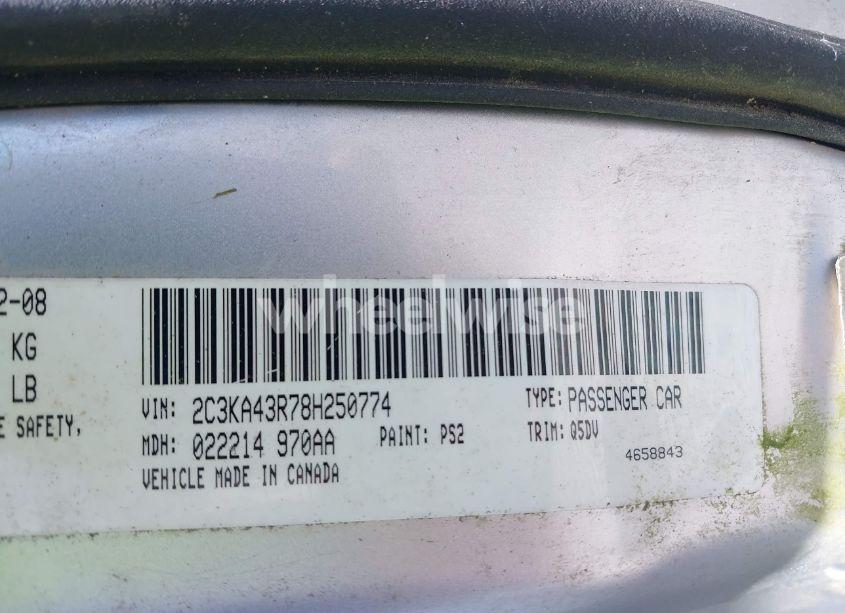 2-08
KG
LB
E SAFETY,
wheelwise
VIN: 2C3KA43R78H250774
TYPE: PASSENGER CAR
MDH: 022214 970AA PAINT: PS2 TRIM: Q5DV
VEHICLE MADE IN CANADA
4658843